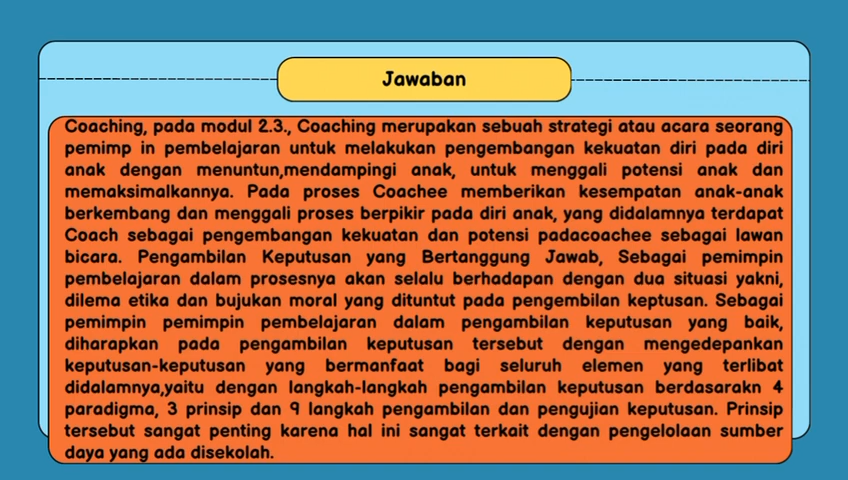 Jawaban
Coaching, pada modul 2.3., Coaching merupakan sebuah strategi atau acara seorang
pemimp in pembelajaran untuk melakukan pengembangan kekuatan diri pada diri
anak dengan menuntun,mendampingi anak, untuk menggali potensi anak dan
memaksimalkannya. Pada proses Coachee memberikan kesempatan anak-anak
berkembang dan menggali proses berpikir pada diri anak, yang didalamnya terdapat
Coach sebagai pengembangan kekuatan dan potensi padacoachee sebagai lawan
bicara. Pengambilan Keputusan yang Bertanggung Jawab, Sebagai pemimpin
pembelajaran dalam prosesnya akan selalu berhadapan dengan dua situasi yakni,
dilema etika dan bujukan moral yang dituntut pada pengembilan keptusan. Sebagai
pemimpin pemimpin pembelajaran dalam pengambilan keputusan yang baik,
diharapkan pada pengambilan keputusan tersebut dengan mengedepankan
keputusan-keputusan yang bermanfaat bagi seluruh elemen yang terlibat
didalamnya,yaitu dengan langkah-langkah pengambilan keputusan berdasarakn 4
paradigma, 3 prinsip dan 9 langkah pengambilan dan pengujian keputusan. Prinsip
tersebut sangat penting karena hal ini sangat terkait dengan pengelolaan sumber
daya yang ada disekolah.